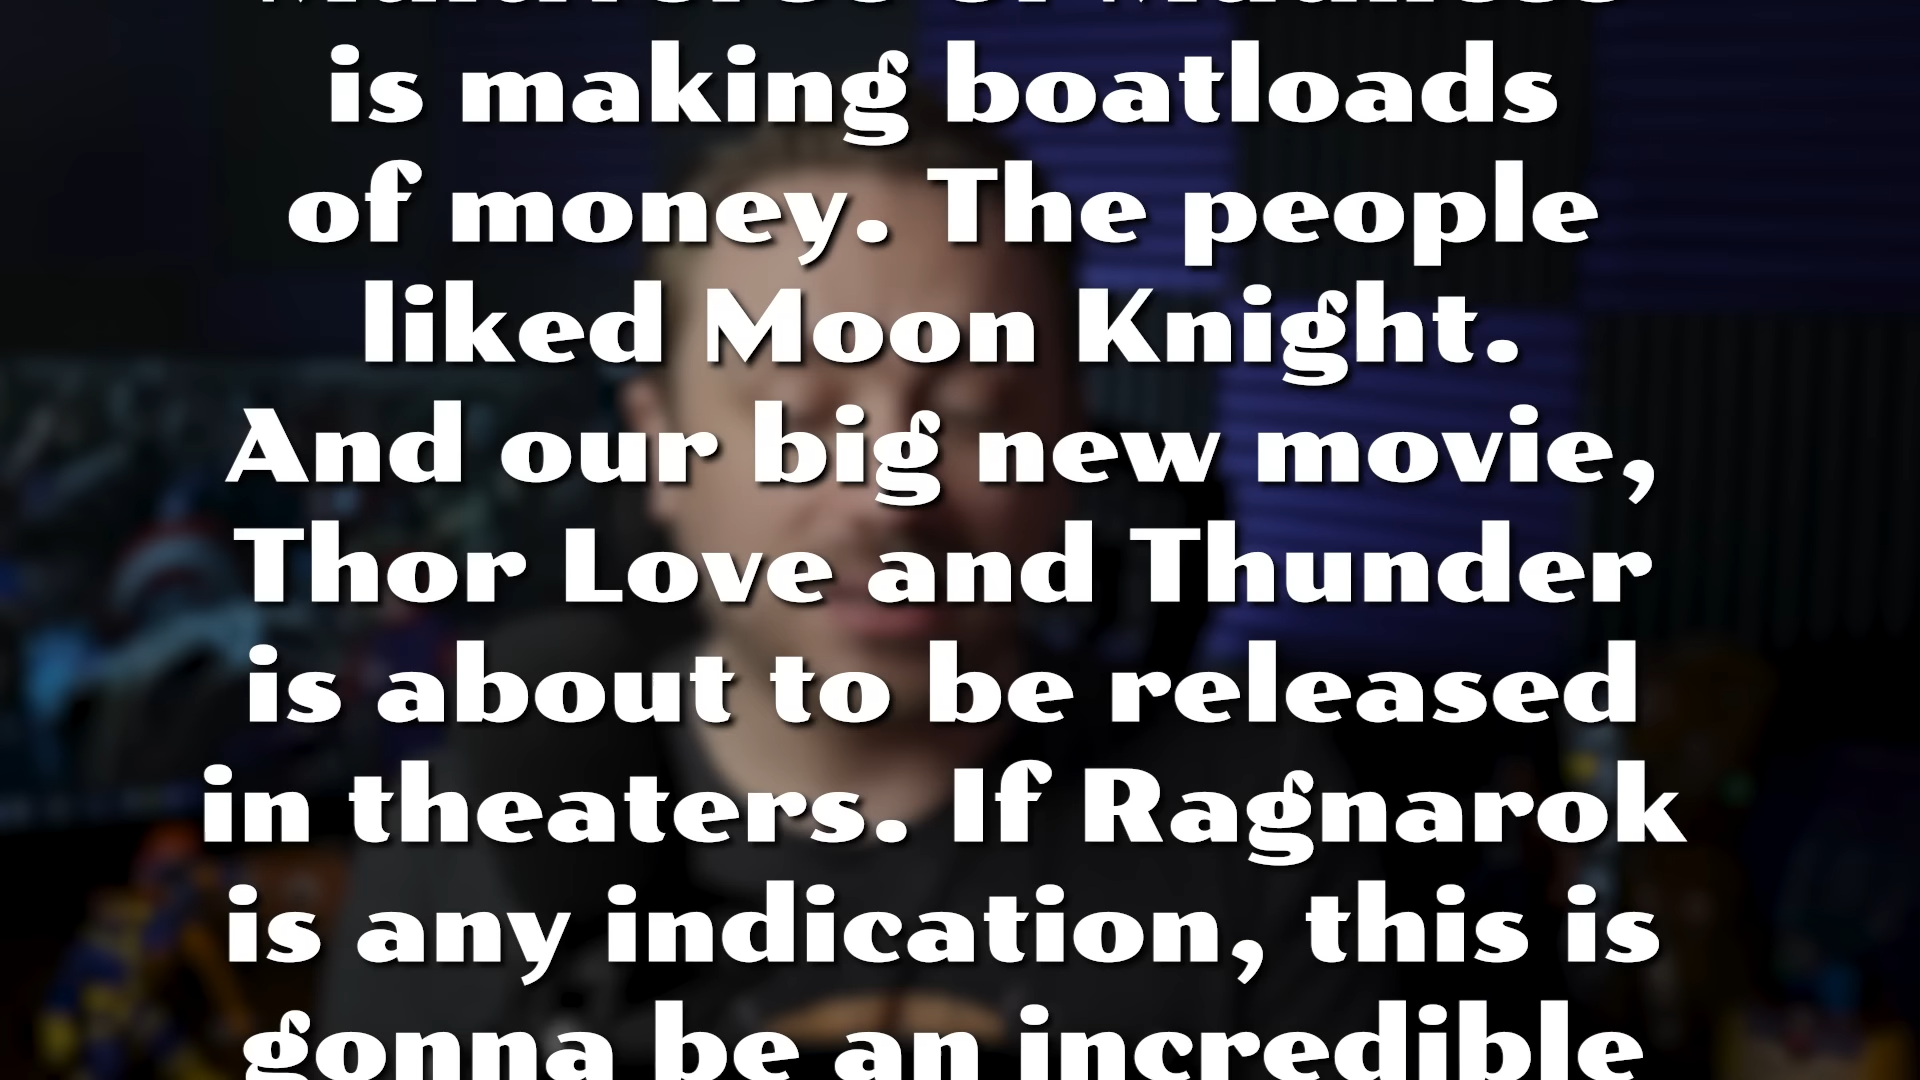 is making boatloads
of money. The people
liked Moon Knight.
And our big new movie,
Thor Love and Thunder
is about to be released
in theaters. If Ragnarok
is any indication, this is
gonna be an incredible